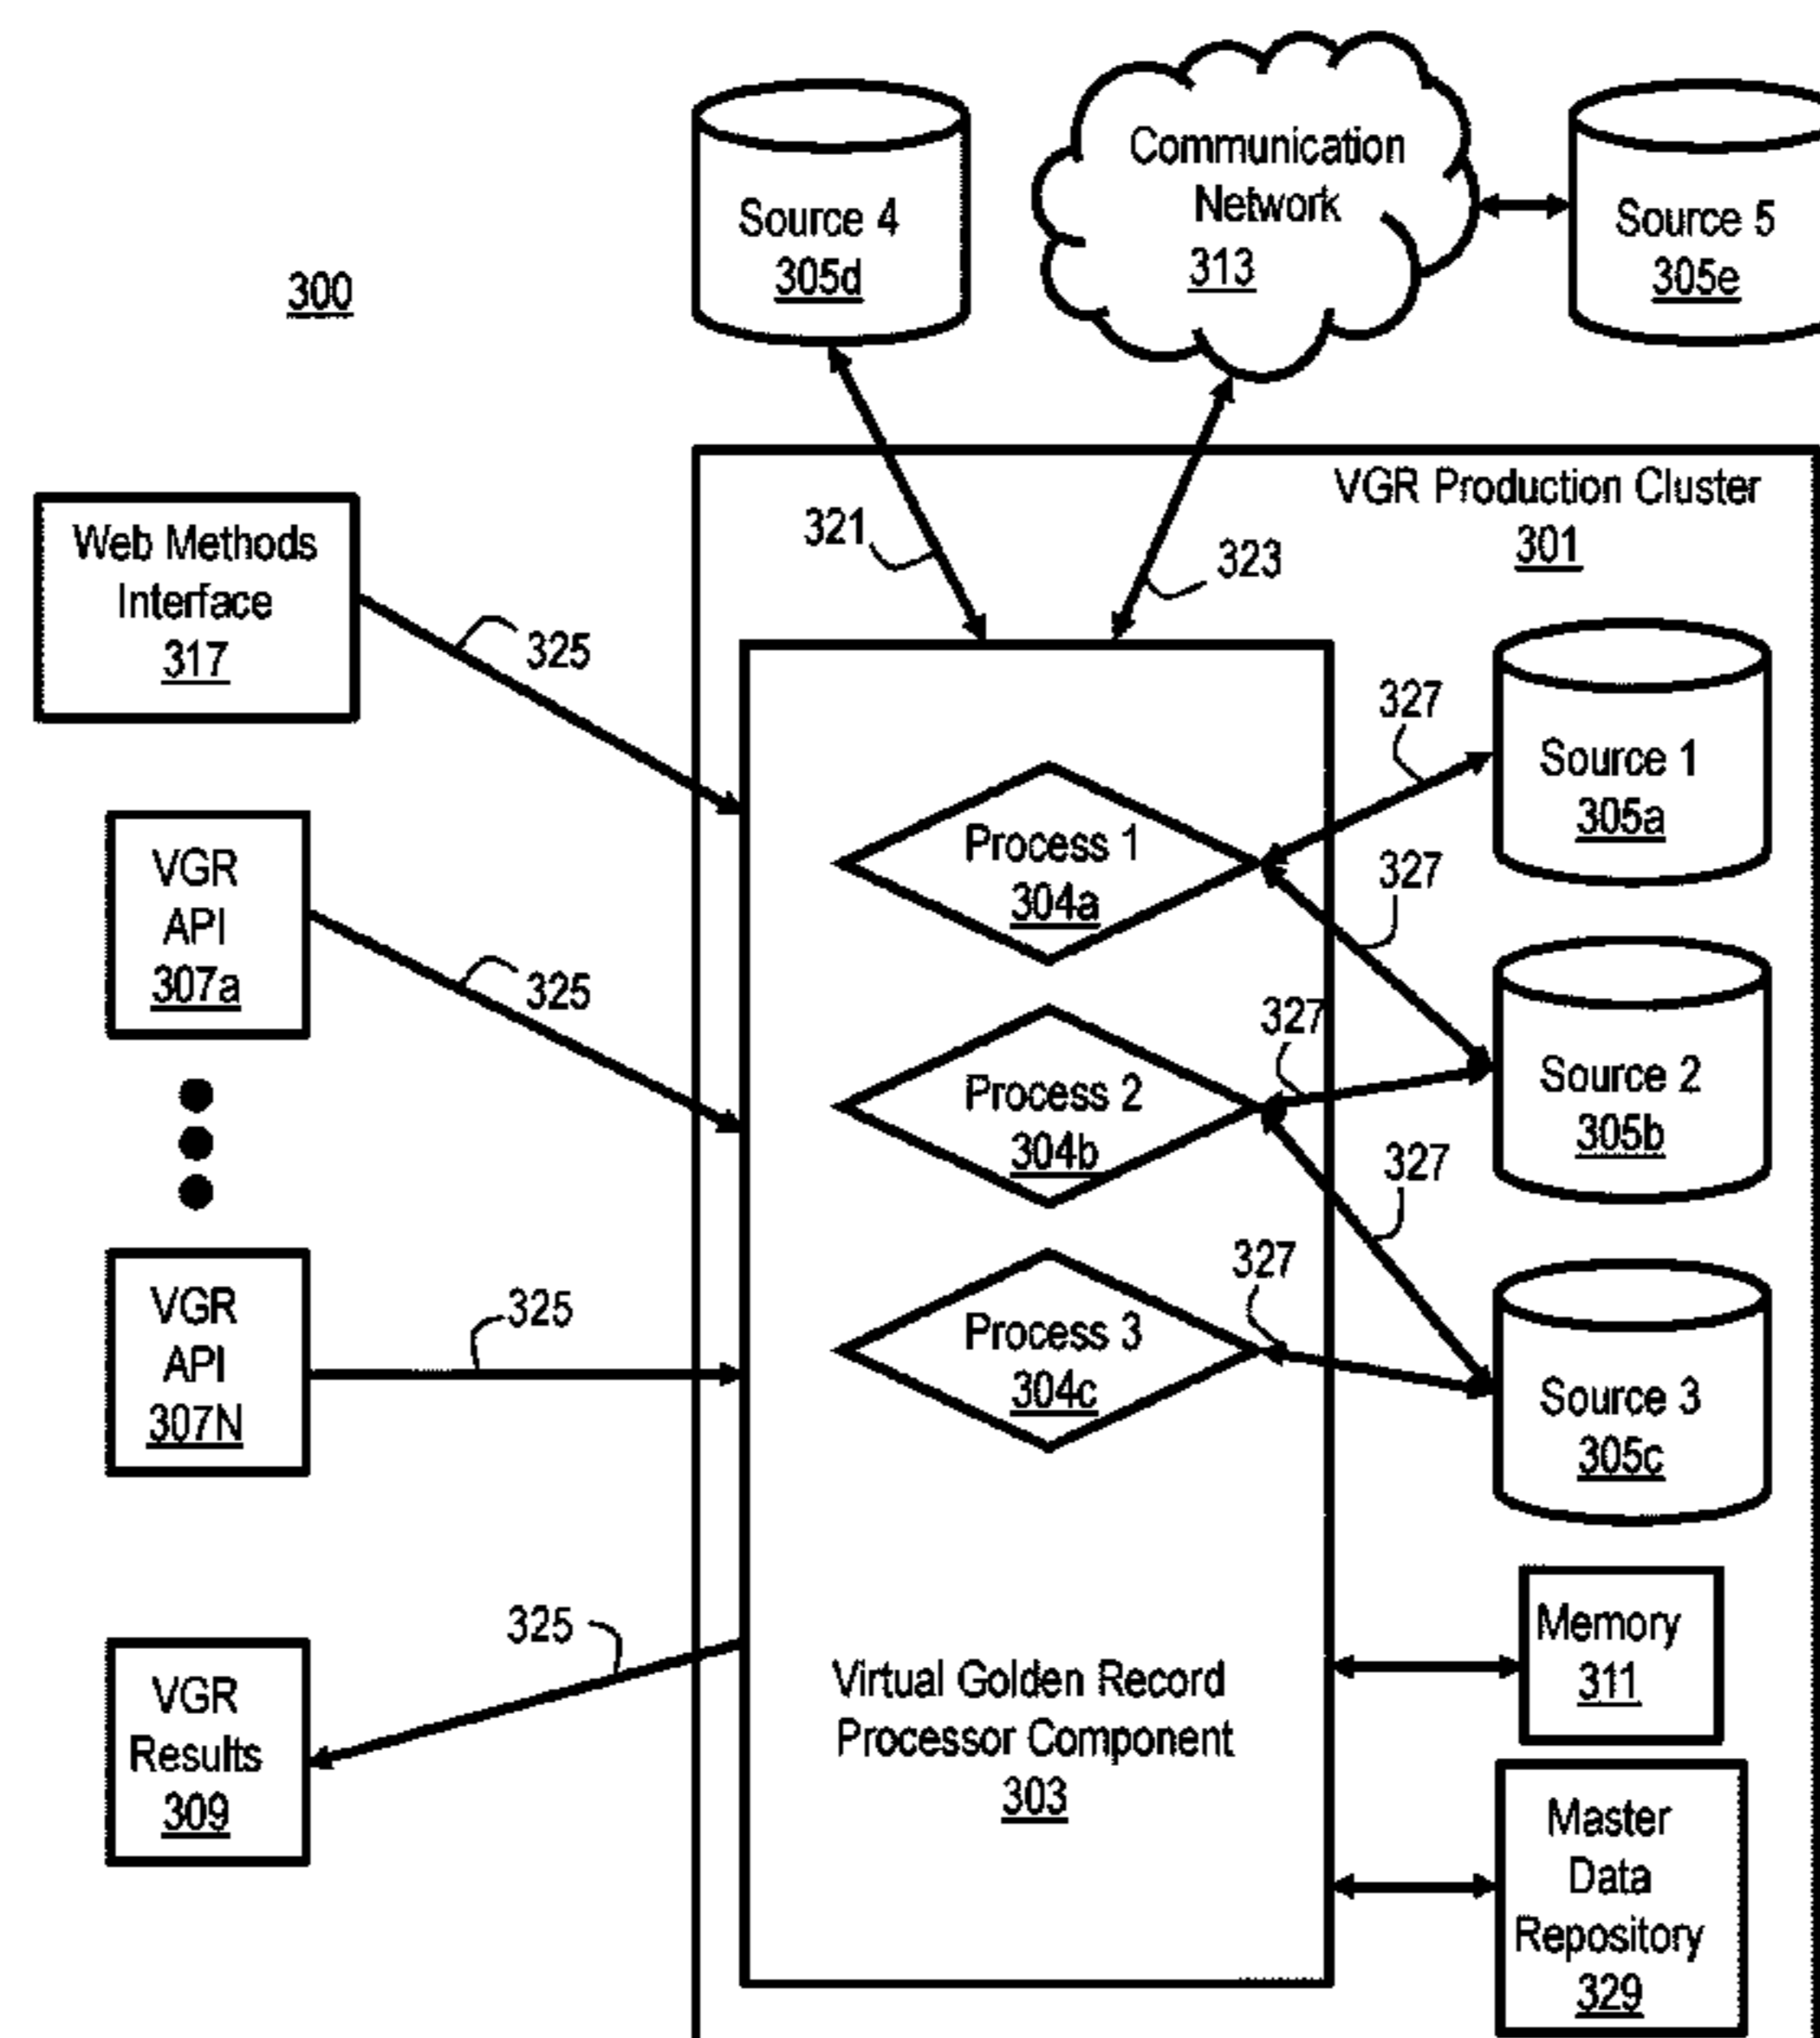 300
Source 4
305d
Communication
Network
313
Source 5
305e
VGR Production Cluster
301
321
323
Web Methods
Interface
317
325
VGR
API
307a
325
VGR
API
307N
325
VGR
Results
309
325
Process 1
304a
Process 2
304b
Process 3
304c
Virtual Golden Record
Processor Component
303
327
327
327
327
327
Source 1
305a
Source 2
305b
Source 3
305c
Memory
311
Master
Data
Repository
329